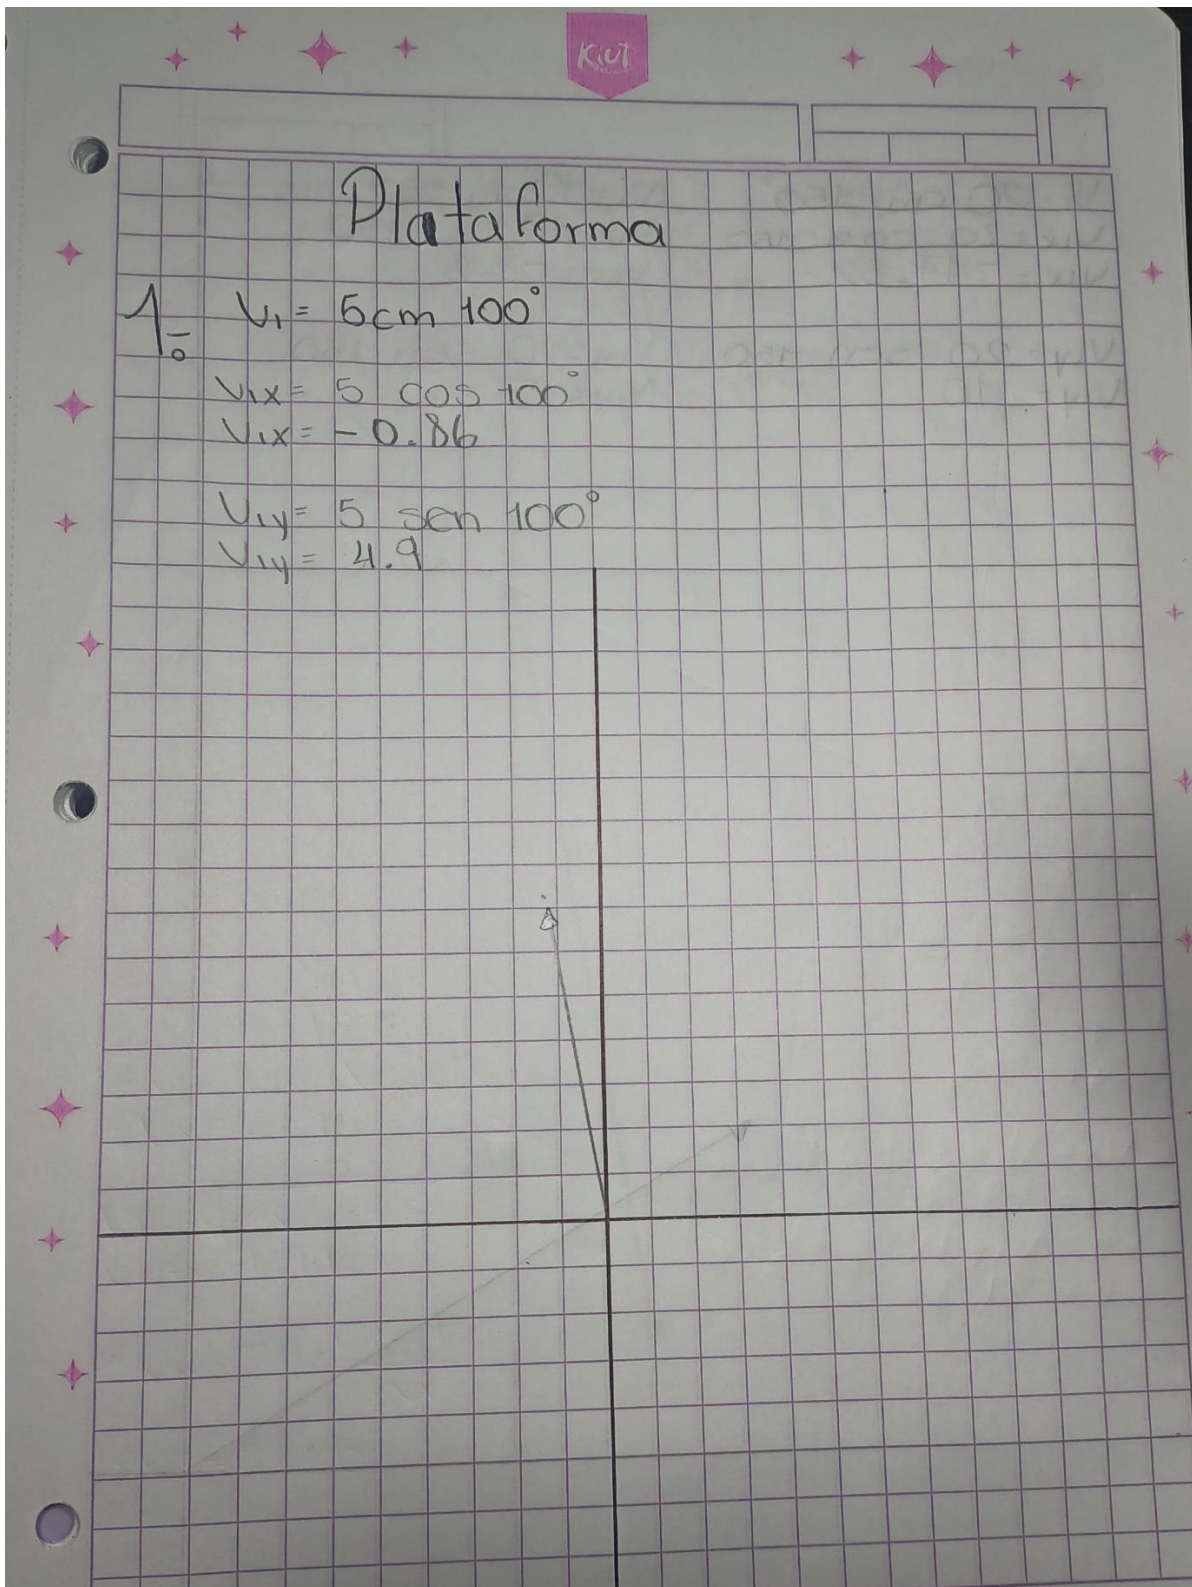 Kiut
Plataforma
1.- V₁ = 5cm 100°
V₁x = 5 cos 100°
V₁x = -0.86
V₁y = 5 sen 100°
V₁y = 4.9